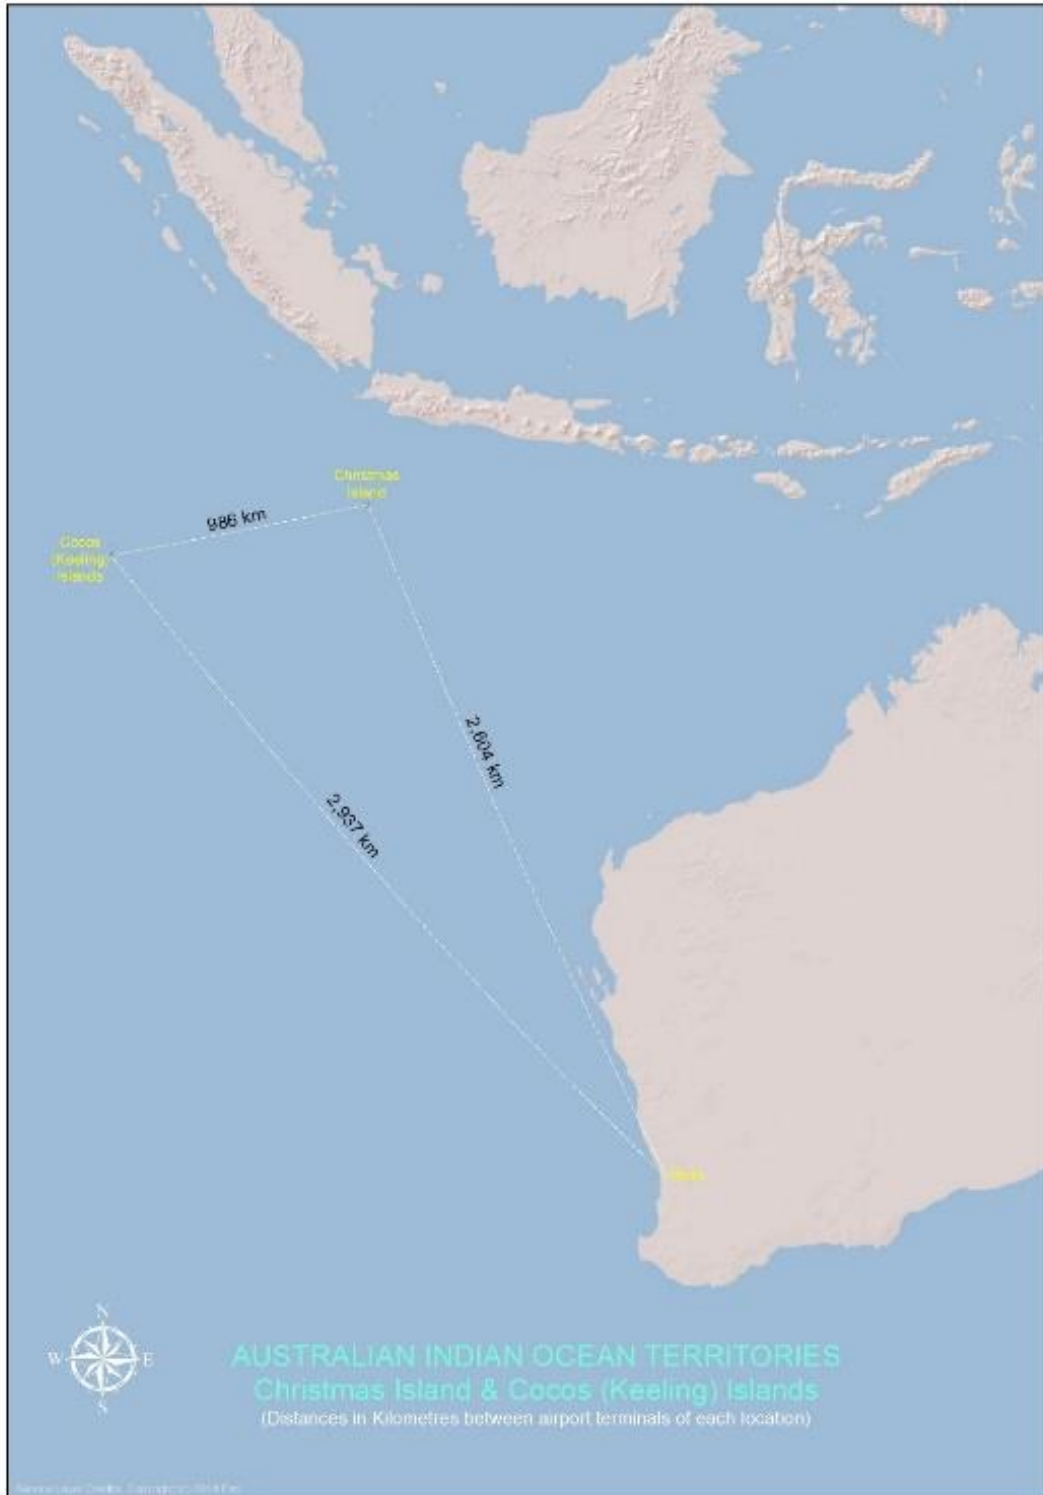 Christmas
Island
986 km
Cocos
(Keeling)
Islands
2,604 km
2,937 km
Perth
N
W
E
S
AUSTRALIAN INDIAN OCEAN TERRITORIES
Christmas Island & Cocos (Keeling) Islands
(Distances in Kilometres between airport terminals of each location)